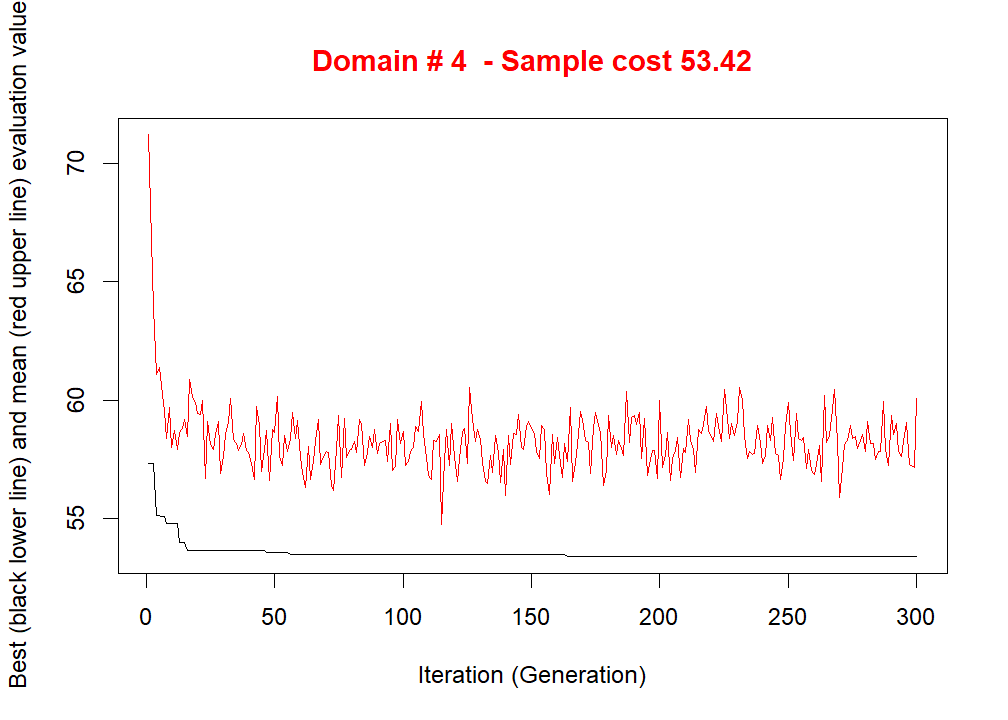 Domain # 4  - Sample cost 53.42
Best (black lower line) and mean (red upper line) evaluation value
70
65
60
55
0 50 100 150 200 250 300
Iteration (Generation)